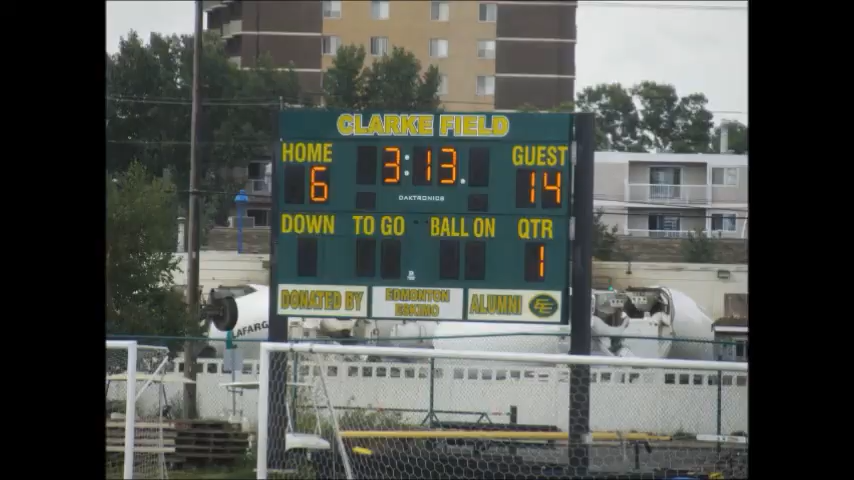 CLARKE FIELD
HOME 3:13. GUEST
6 DAKTRONICS 14
DOWN TO GO BALL ON QTR
1
DONATED BY EDMONTON ESKIMO ALUMNI EE
LAFARG